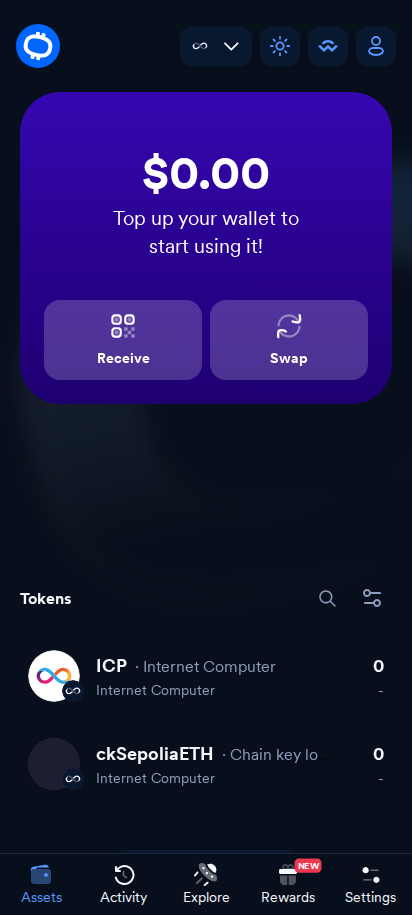 $0.00
Top up your wallet to
start using it!
Receive
Swap
Tokens
ICP · Internet Computer 0
Internet Computer -
ckSepoliaETH · Chain key lo
0
Internet Computer -
NEW
Assets
Activity
Explore
Rewards
Settings